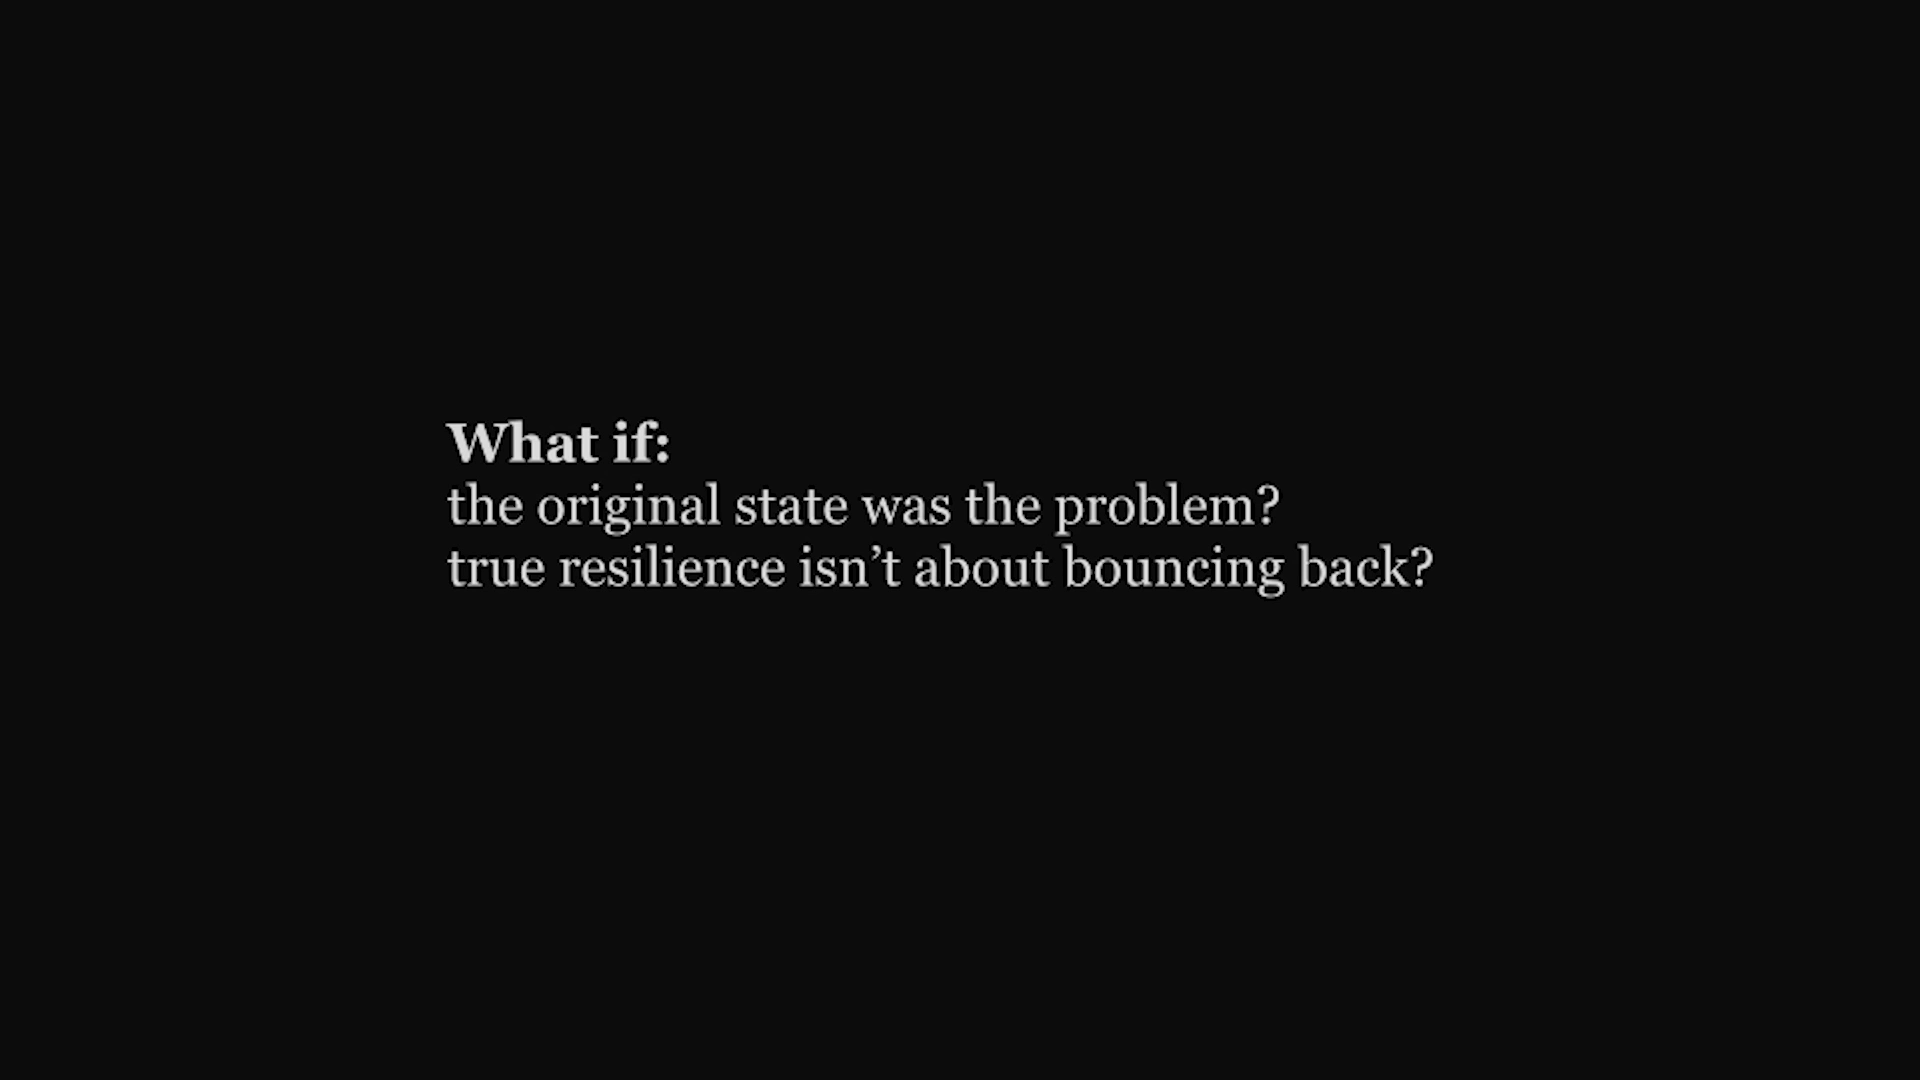 What if:
the original state was the problem?
true resilience isn’t about bouncing back?